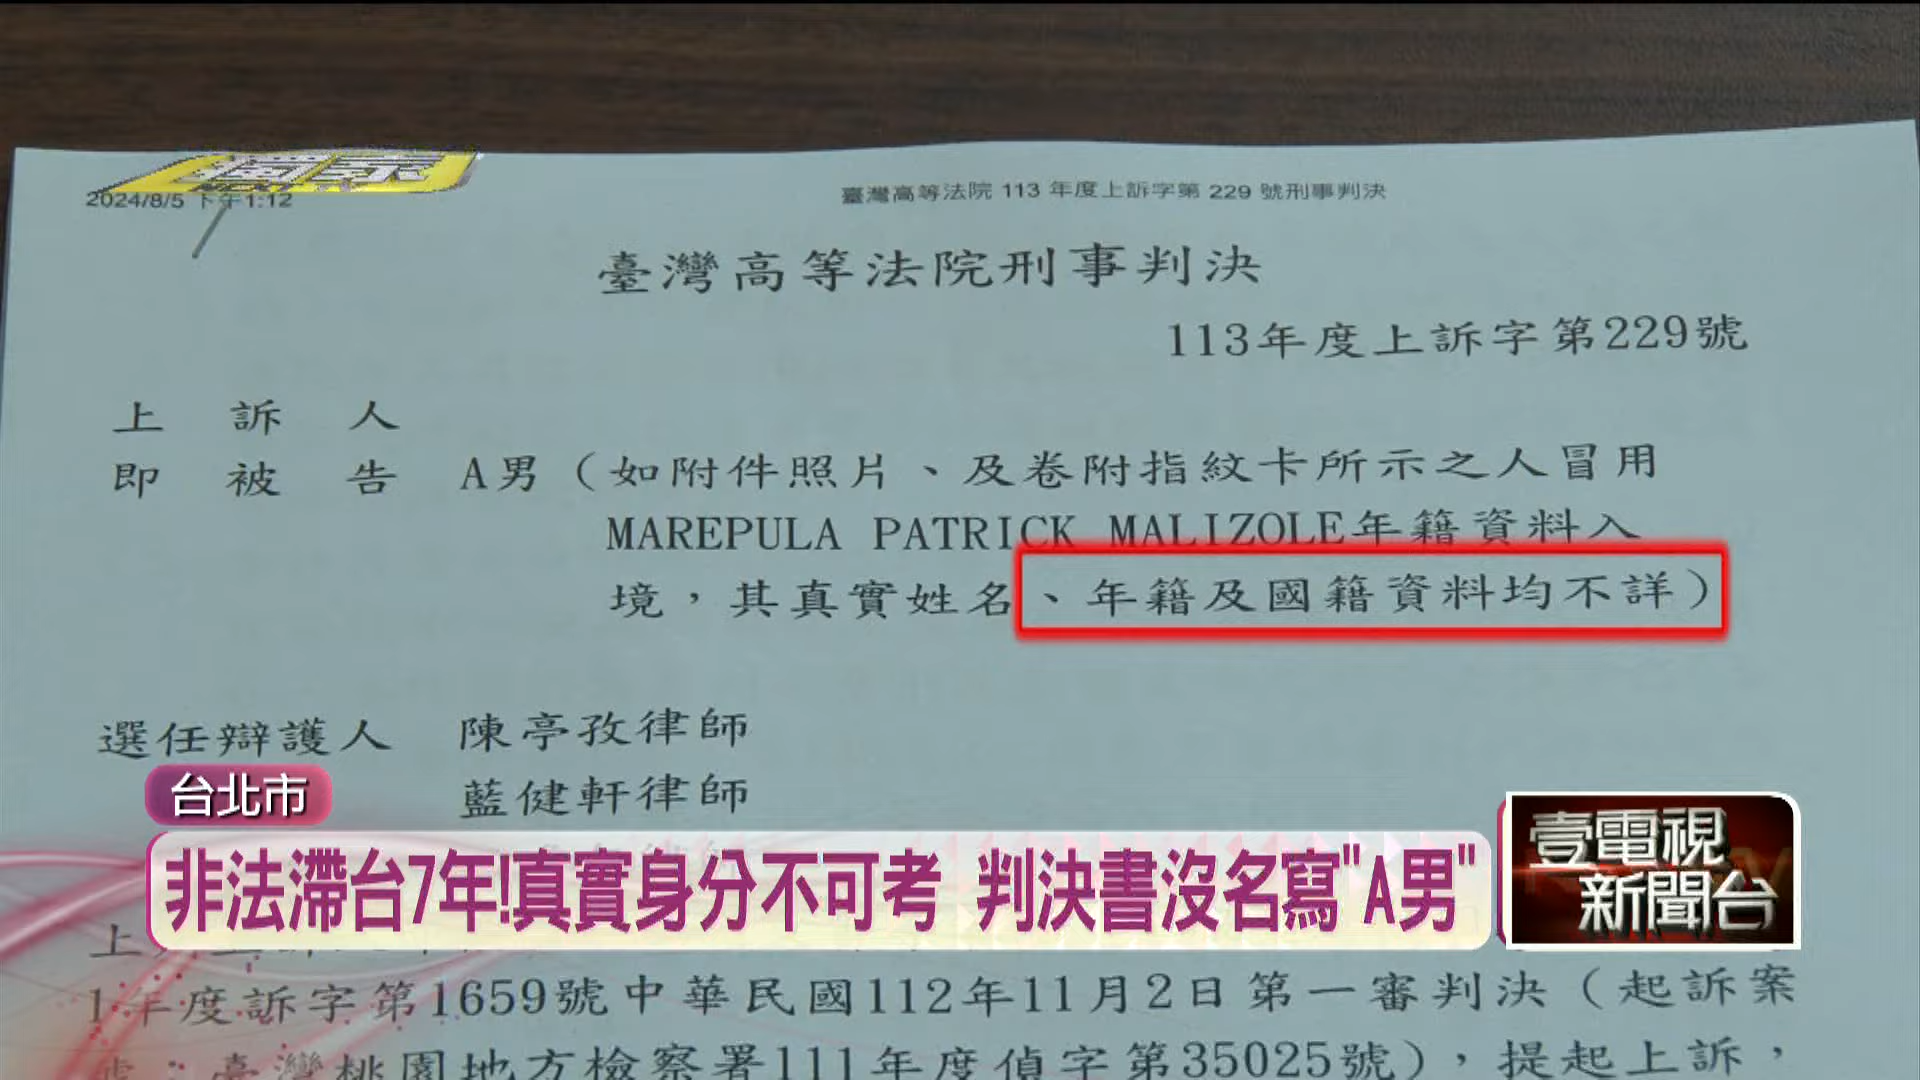 獨家
2024/8/5 下午1:12
臺灣高等法院 113 年度上訴字第 229 號刑事判決
臺灣高等法院刑事判決
113年度上訴字第229號
上訴人
即被告 A男（如附件照片、及卷附指紋卡所示之人冒用
MAREPULA PATRICK MALIZOLE年籍資料入
境，其真實姓名、年籍及國籍資料均不詳）
選任辯護人 陳亭孜律師
藍健軒律師
台北市
非法滯台7年!真實身分不可考 判決書沒名寫"A男"
壹電視
新聞台
上
1年度訴字第1659號中華民國112年11月2日第一審判決（起訴案
臺灣桃園地方檢察署111年度偵字第35025號），提起上訴，